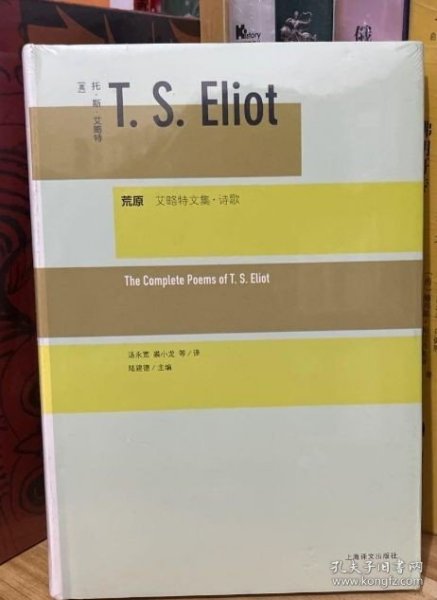 [英]
托·斯·艾略特
T. S. Eliot
荒原 艾略特文集·诗歌
The Complete Poems of T. S. Eliot
汤永宽 裘小龙 等/译
陆建德/主编
上海译文出版社
History
俄
孔夫子旧书网
www.kongfz.com